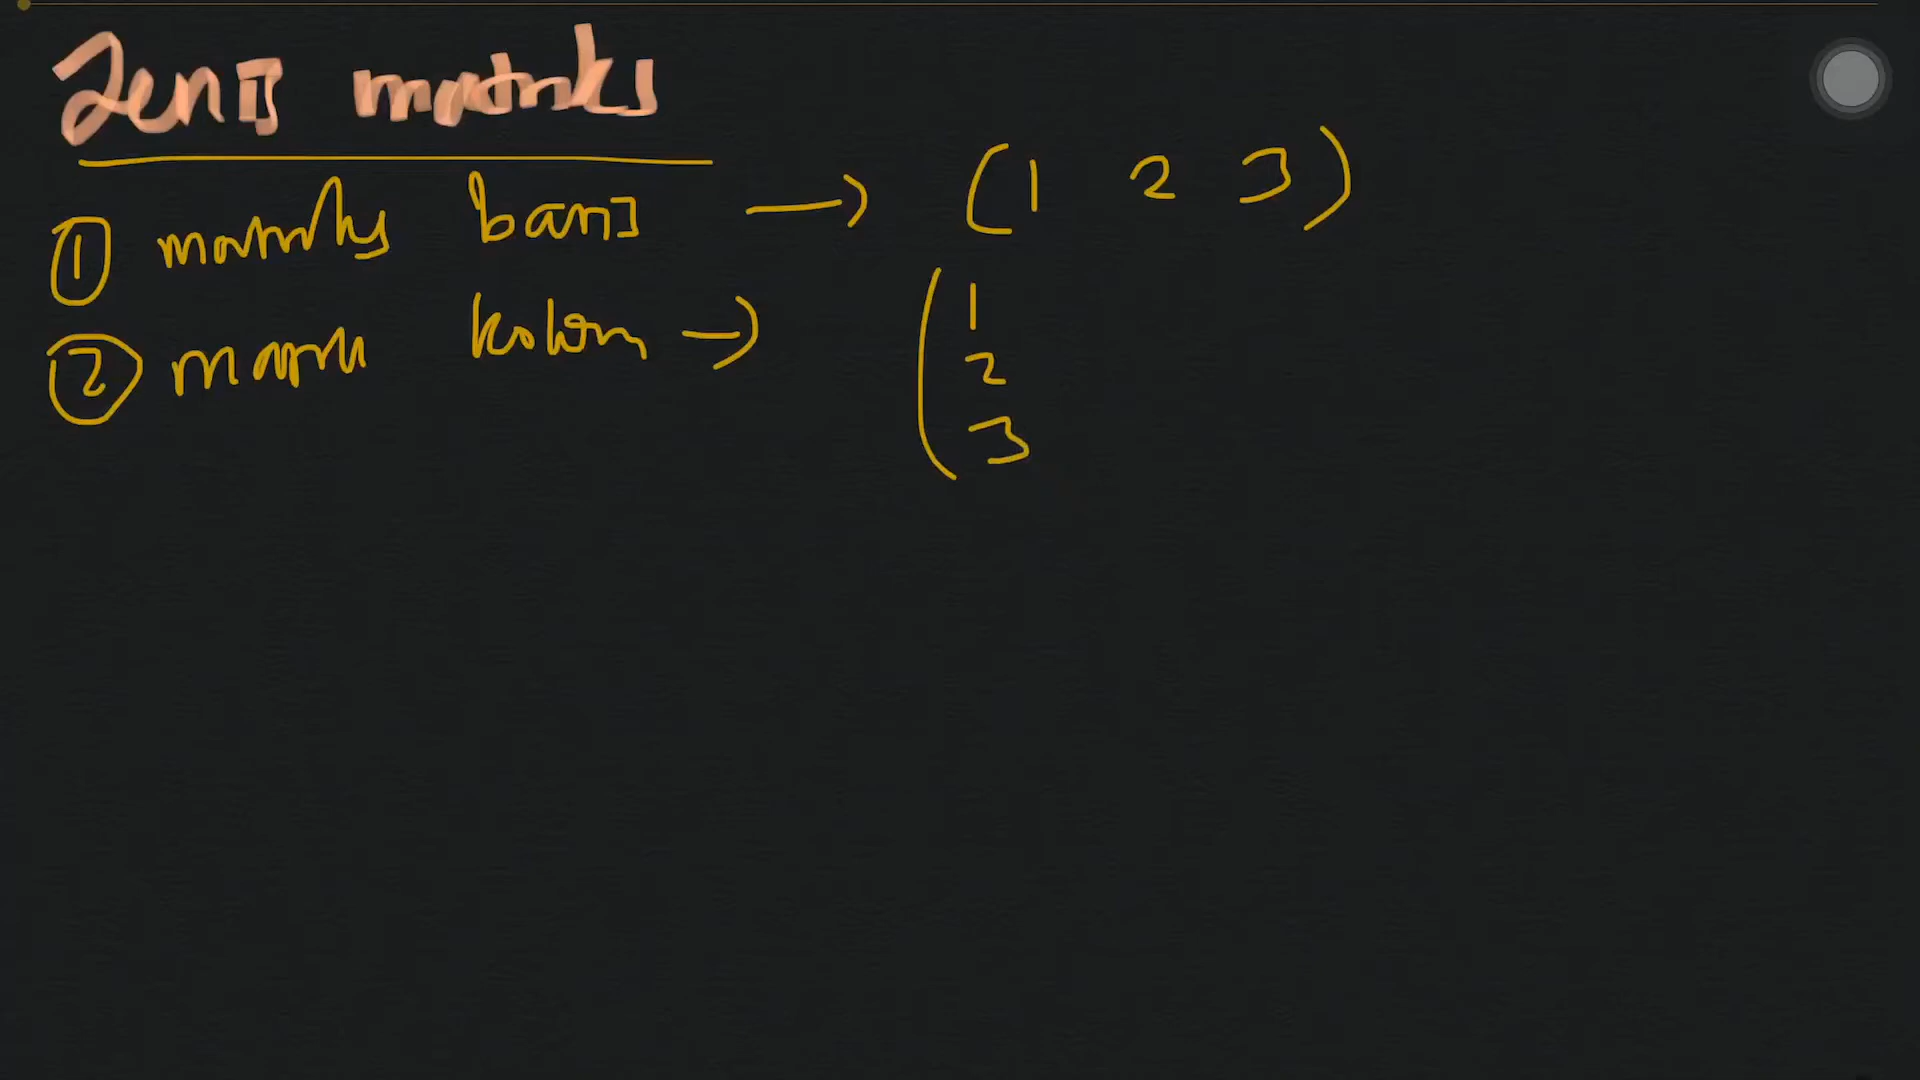 Jenis matriks
① matriks baris → (1 2 3)
② matriks kolom → (1
2
3